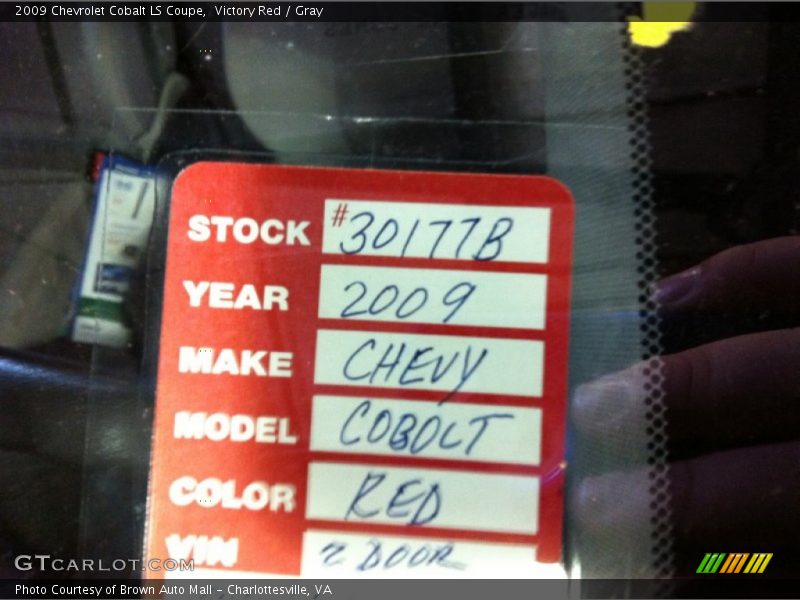 2009 Chevrolet Cobalt LS Coupe, Victory Red / Gray
STOCK #30177B
YEAR 2009
MAKE CHEVY
MODEL COBOLT
COLOR RED
VIN 2 DOOR
GTCARLOT.COM
Photo Courtesy of Brown Auto Mall - Charlottesville, VA